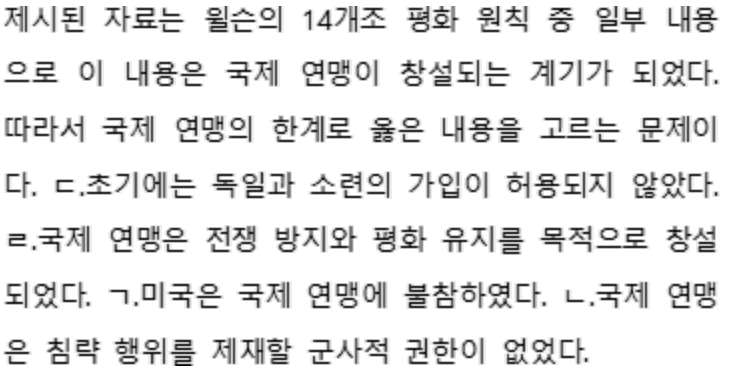 제시된 자료는 윌슨의 14개조 평화 원칙 중 일부 내용
으로 이 내용은 국제 연맹이 창설되는 계기가 되었다.
따라서 국제 연맹의 한계로 옳은 내용을 고르는 문제이
다. ㄷ.초기에는 독일과 소련의 가입이 허용되지 않았다.
ㄹ.국제 연맹은 전쟁 방지와 평화 유지를 목적으로 창설
되었다. ㄱ.미국은 국제 연맹에 불참하였다. ㄴ.국제 연맹
은 침략 행위를 제재할 군사적 권한이 없었다.